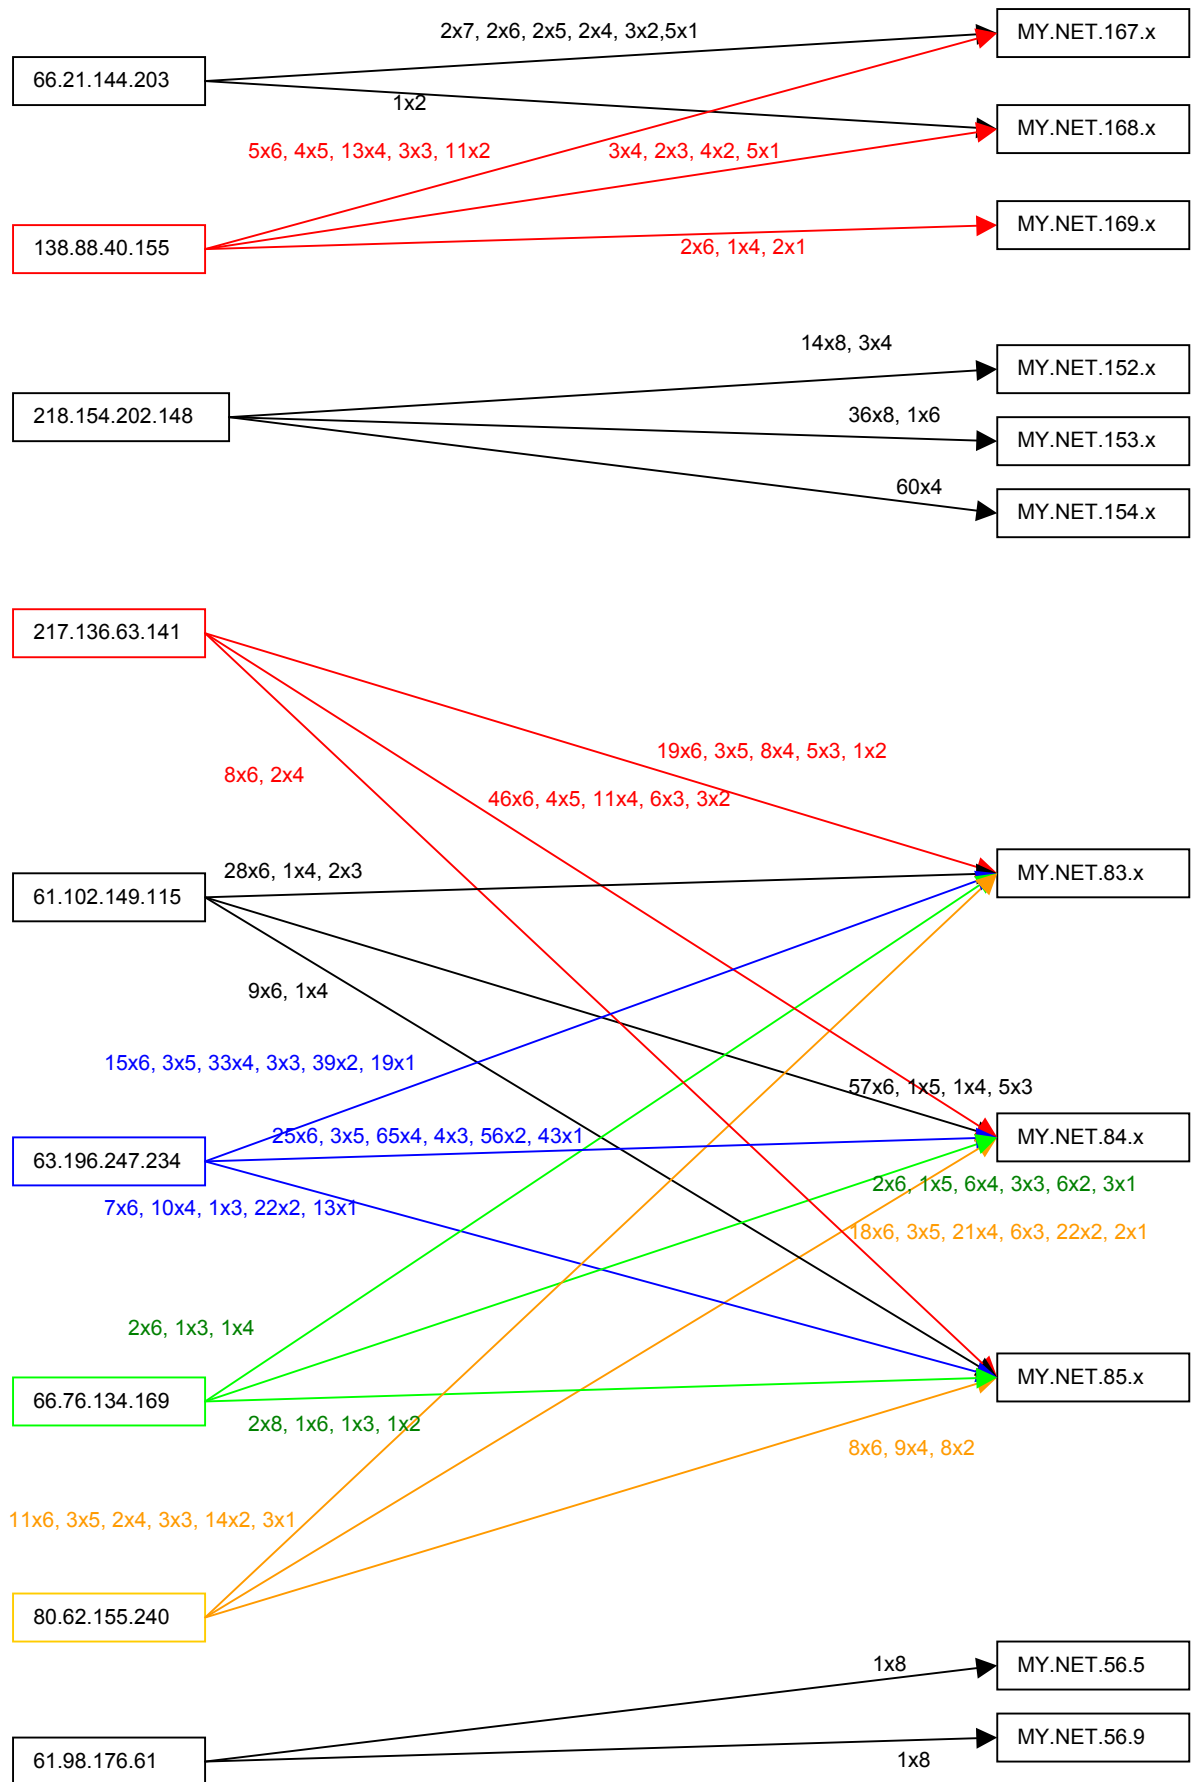 2x7, 2x6, 2x5, 2x4, 3x2,5x1
MY.NET.167.x
66.21.144.203
1x2
MY.NET.168.x
5x6, 4x5, 13x4, 3x3, 11x2
3x4, 2x3, 4x2, 5x1
MY.NET.169.x
138.88.40.155
2x6, 1x4, 2x1
14x8, 3x4
MY.NET.152.x
218.154.202.148
36x8, 1x6
MY.NET.153.x
60x4
MY.NET.154.x
217.136.63.141
19x6, 3x5, 8x4, 5x3, 1x2
8x6, 2x4
46x6, 4x5, 11x4, 6x3, 3x2
28x6, 1x4, 2x3
MY.NET.83.x
61.102.149.115
9x6, 1x4
15x6, 3x5, 33x4, 3x3, 39x2, 19x1
57x6, 1x5, 1x4, 5x3
25x6, 3x5, 65x4, 4x3, 56x2, 43x1
MY.NET.84.x
63.196.247.234
2x6, 1x5, 6x4, 3x3, 6x2, 3x1
7x6, 10x4, 1x3, 22x2, 13x1
18x6, 3x5, 21x4, 6x3, 22x2, 2x1
2x6, 1x3, 1x4
MY.NET.85.x
66.76.134.169
2x8, 1x6, 1x3, 1x2
8x6, 9x4, 8x2
11x6, 3x5, 2x4, 3x3, 14x2, 3x1
80.62.155.240
1x8
MY.NET.56.5
MY.NET.56.9
61.98.176.61
1x8